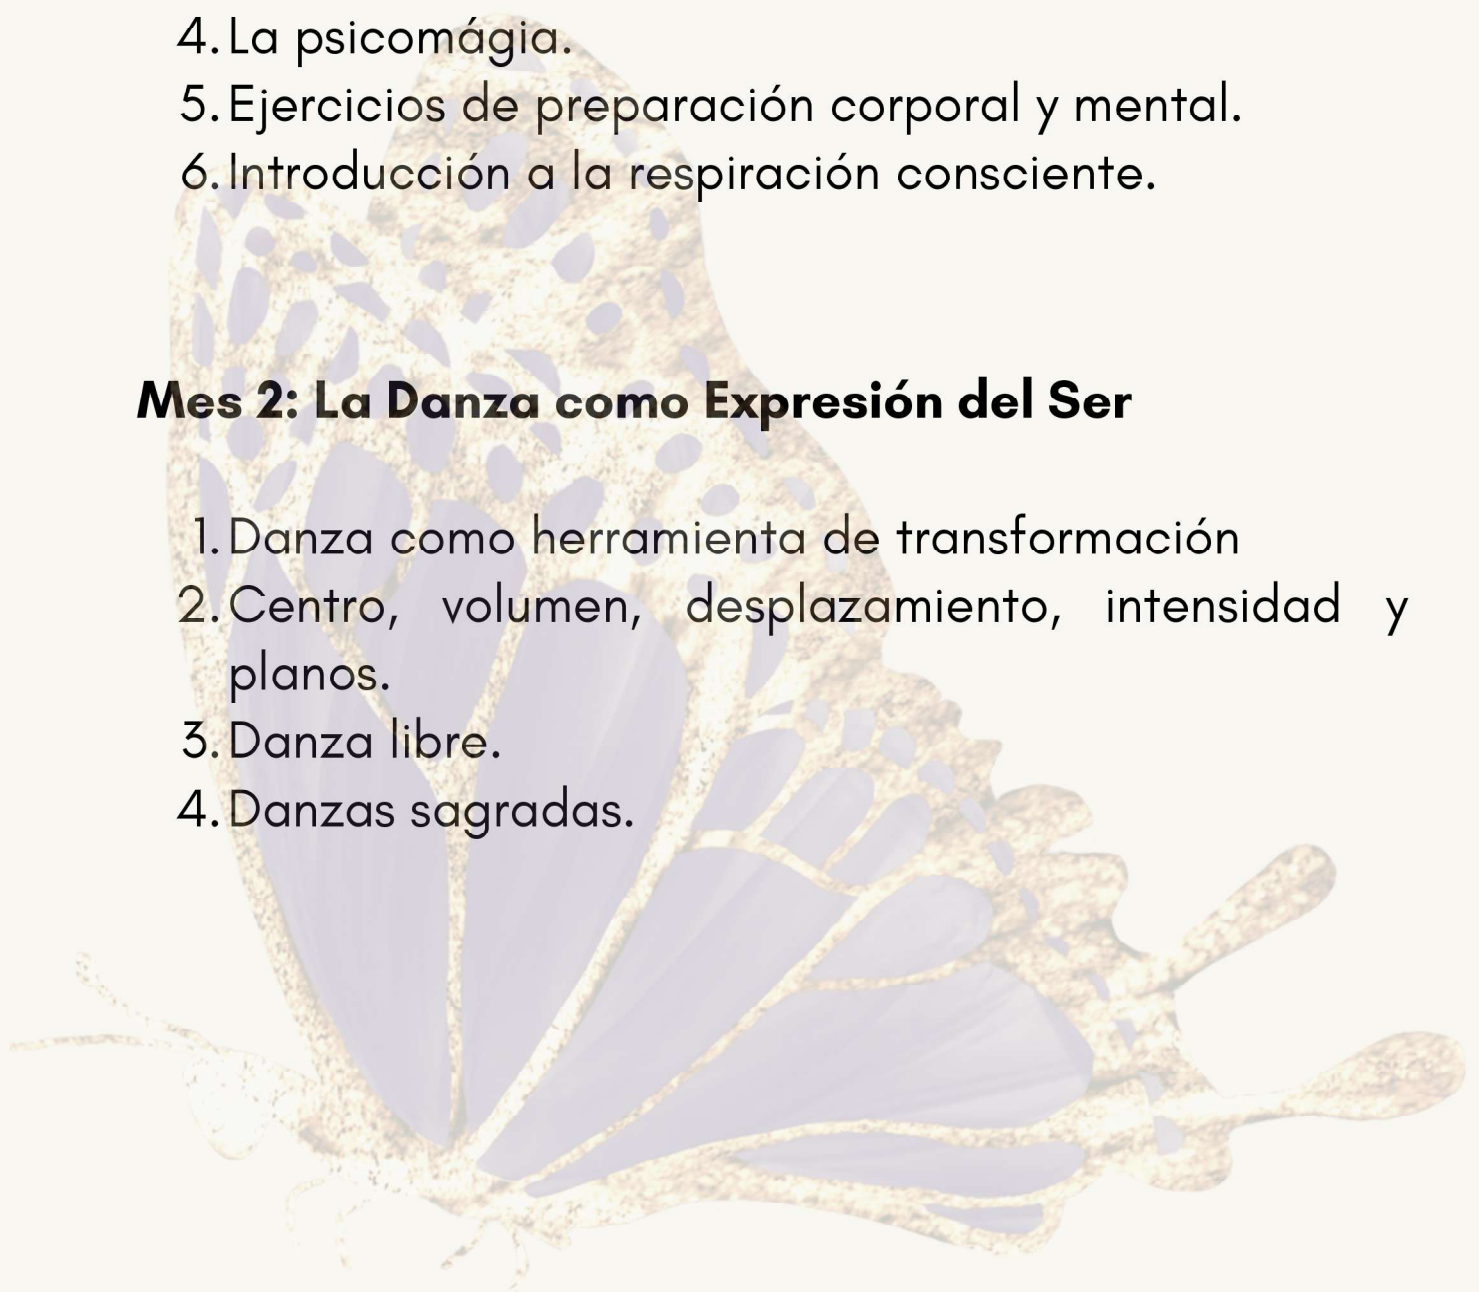 4. La psicomágia.
5. Ejercicios de preparación corporal y mental.
6. Introducción a la respiración consciente.
Mes 2: La Danza como Expresión del Ser
1. Danza como herramienta de transformación
2. Centro, volumen, desplazamiento, intensidad y
planos.
3. Danza libre.
4. Danzas sagradas.